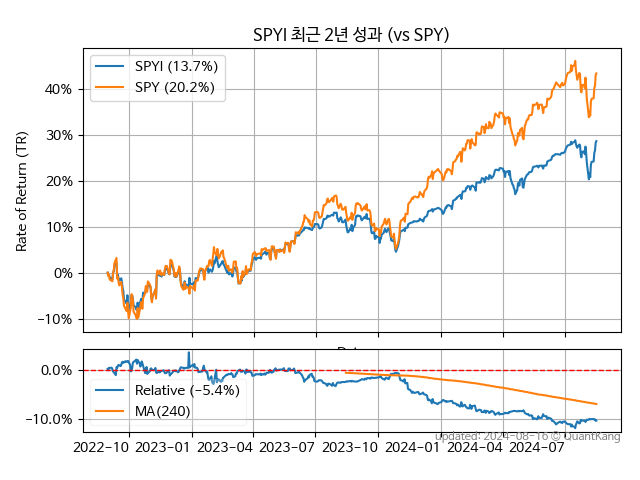 SPYI 최근 2년 성과 (vs SPY)
SPYI (13.7%)
SPY (20.2%)
Rate of Return (TR)
40%
30%
20%
10%
0%
−10%
0.0%
−10.0%
Relative (−5.4%)
MA(240)
2022−10 2023−01 2023−04 2023−07 2023−10 2024−01 2024−04 2024−07
updated: 2024−08−16 © QuantKang